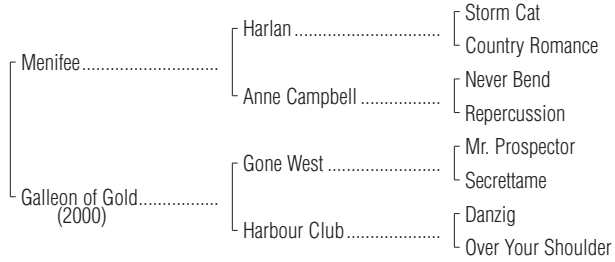 Storm Cat
Harlan
Country Romance
Menifee
Never Bend
Anne Campbell
Repercussion
Mr. Prospector
Gone West
Secrettame
Galleon of Gold
(2000)
Danzig
Harbour Club
Over Your Shoulder